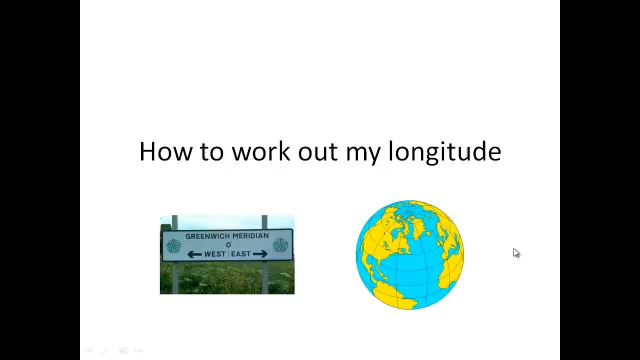 How to work out my longitude
GREENWICH MERIDIAN
0°
WEST | EAST